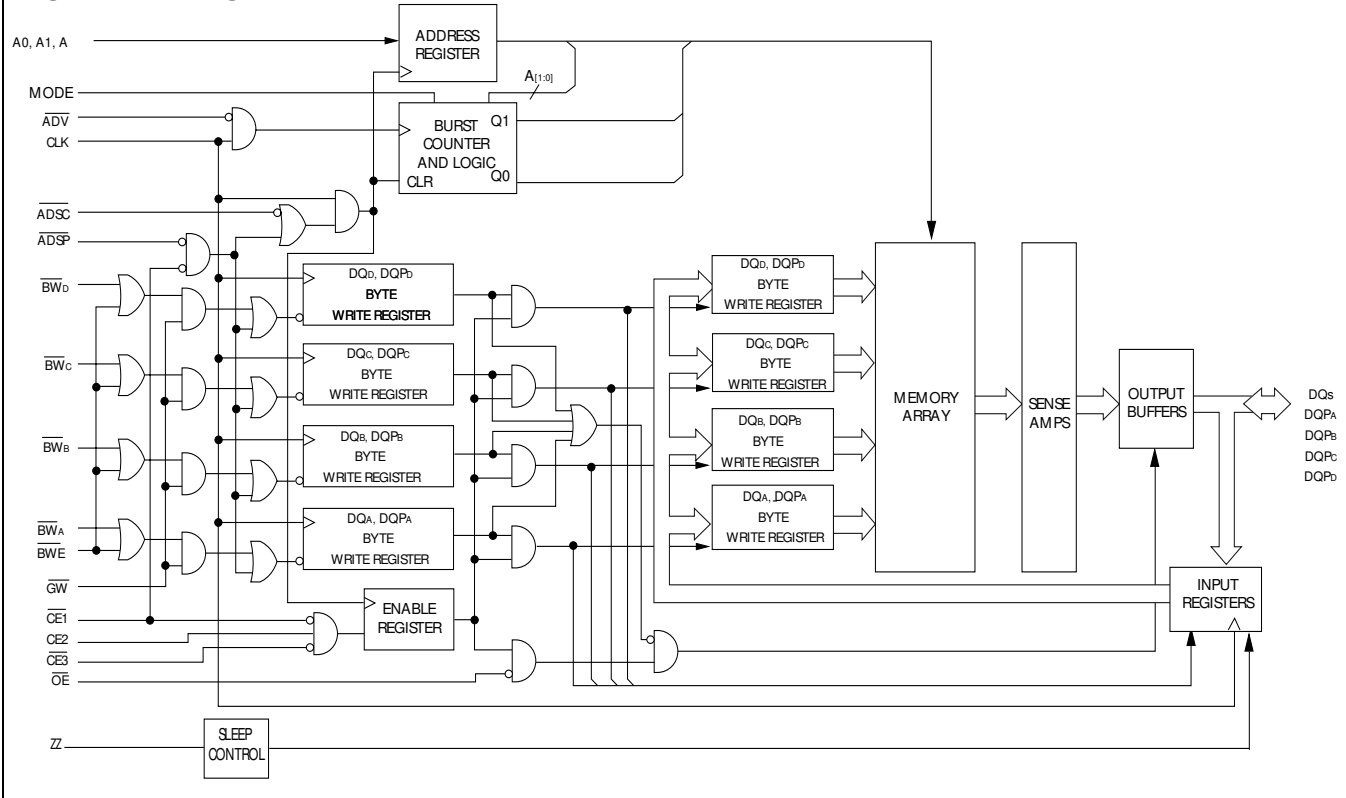 A0, A1, A
ADDRESS
REGISTER
A[1:0]
MODE
ADV
CLK
BURST
COUNTER
AND LOGIC
Q1
CLR
Q0
ADSC
ADSP
BWD
BWC
BWB
BWA
BWE
GW
CE1
CE2
CE3
OE
ZZ
DQD, DQPD
BYTE
WRITE REGISTER
DQC, DQPC
BYTE
WRITE REGISTER
DQB, DQPB
BYTE
WRITE REGISTER
DQA, DQPA
BYTE
WRITE REGISTER
ENABLE
REGISTER
SLEEP
CONTROL
DQD, DQPD
BYTE
WRITE REGISTER
DQC, DQPC
BYTE
WRITE REGISTER
DQB, DQPB
BYTE
WRITE REGISTER
DQA, DQPA
BYTE
WRITE REGISTER
MEMORY
ARRAY
SENSE
AMPS
OUTPUT
BUFFERS
DQs
DQPA
DQPB
DQPC
DQPD
INPUT
REGISTERS